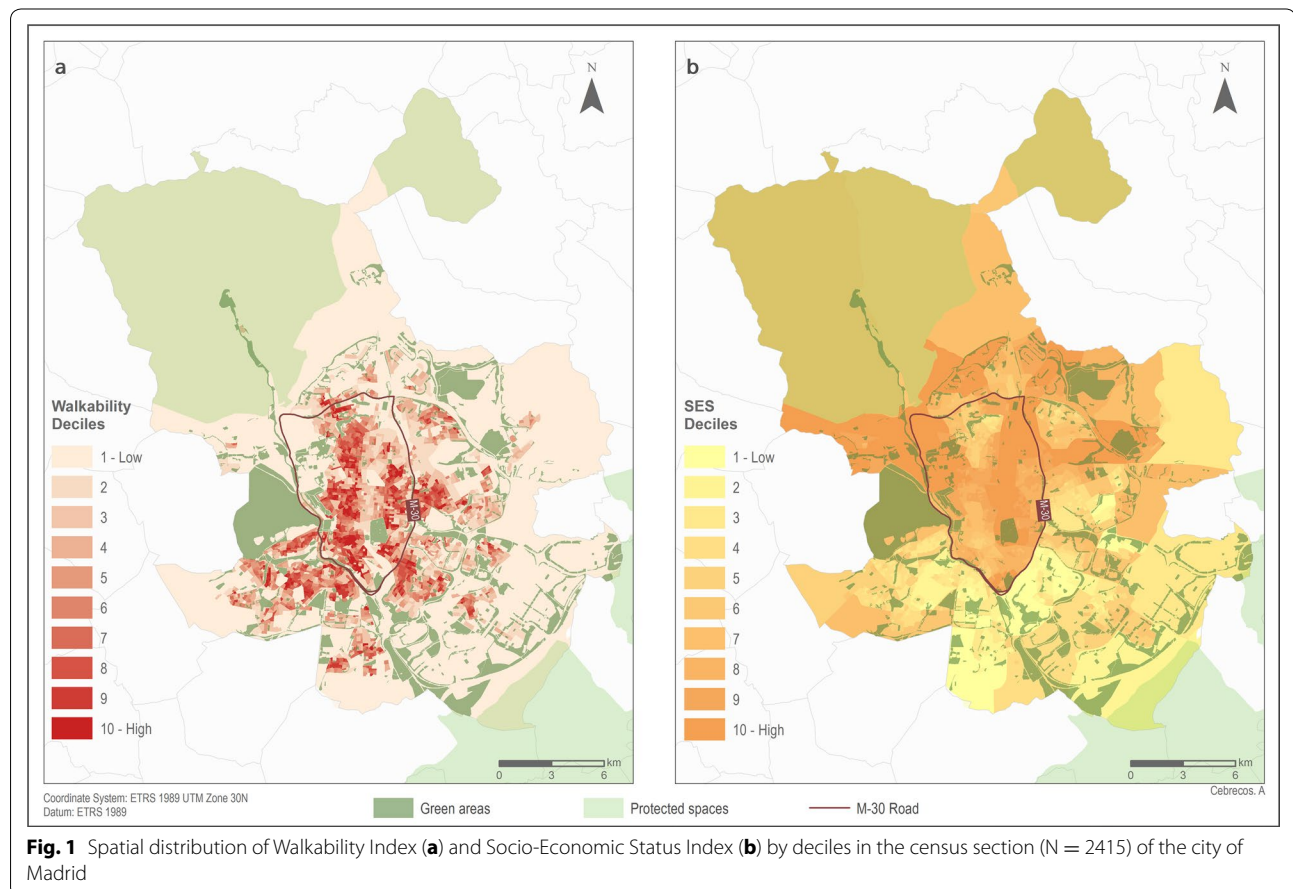 a
N
Walkability
Deciles
1 - Low
2
3
4
5
6
7
8
9
10 - High
M-30
km
0 3 6
b
N
SES
Deciles
1 - Low
2
3
4
5
6
7
8
9
10 - High
M-30
km
0 3 6
Coordinate System: ETRS 1989 UTM Zone 30N
Datum: ETRS 1989
Green areas
Protected spaces
M-30 Road
Cebrecos. A
Fig. 1 Spatial distribution of Walkability Index (a) and Socio-Economic Status Index (b) by deciles in the census section (N = 2415) of the city of
Madrid